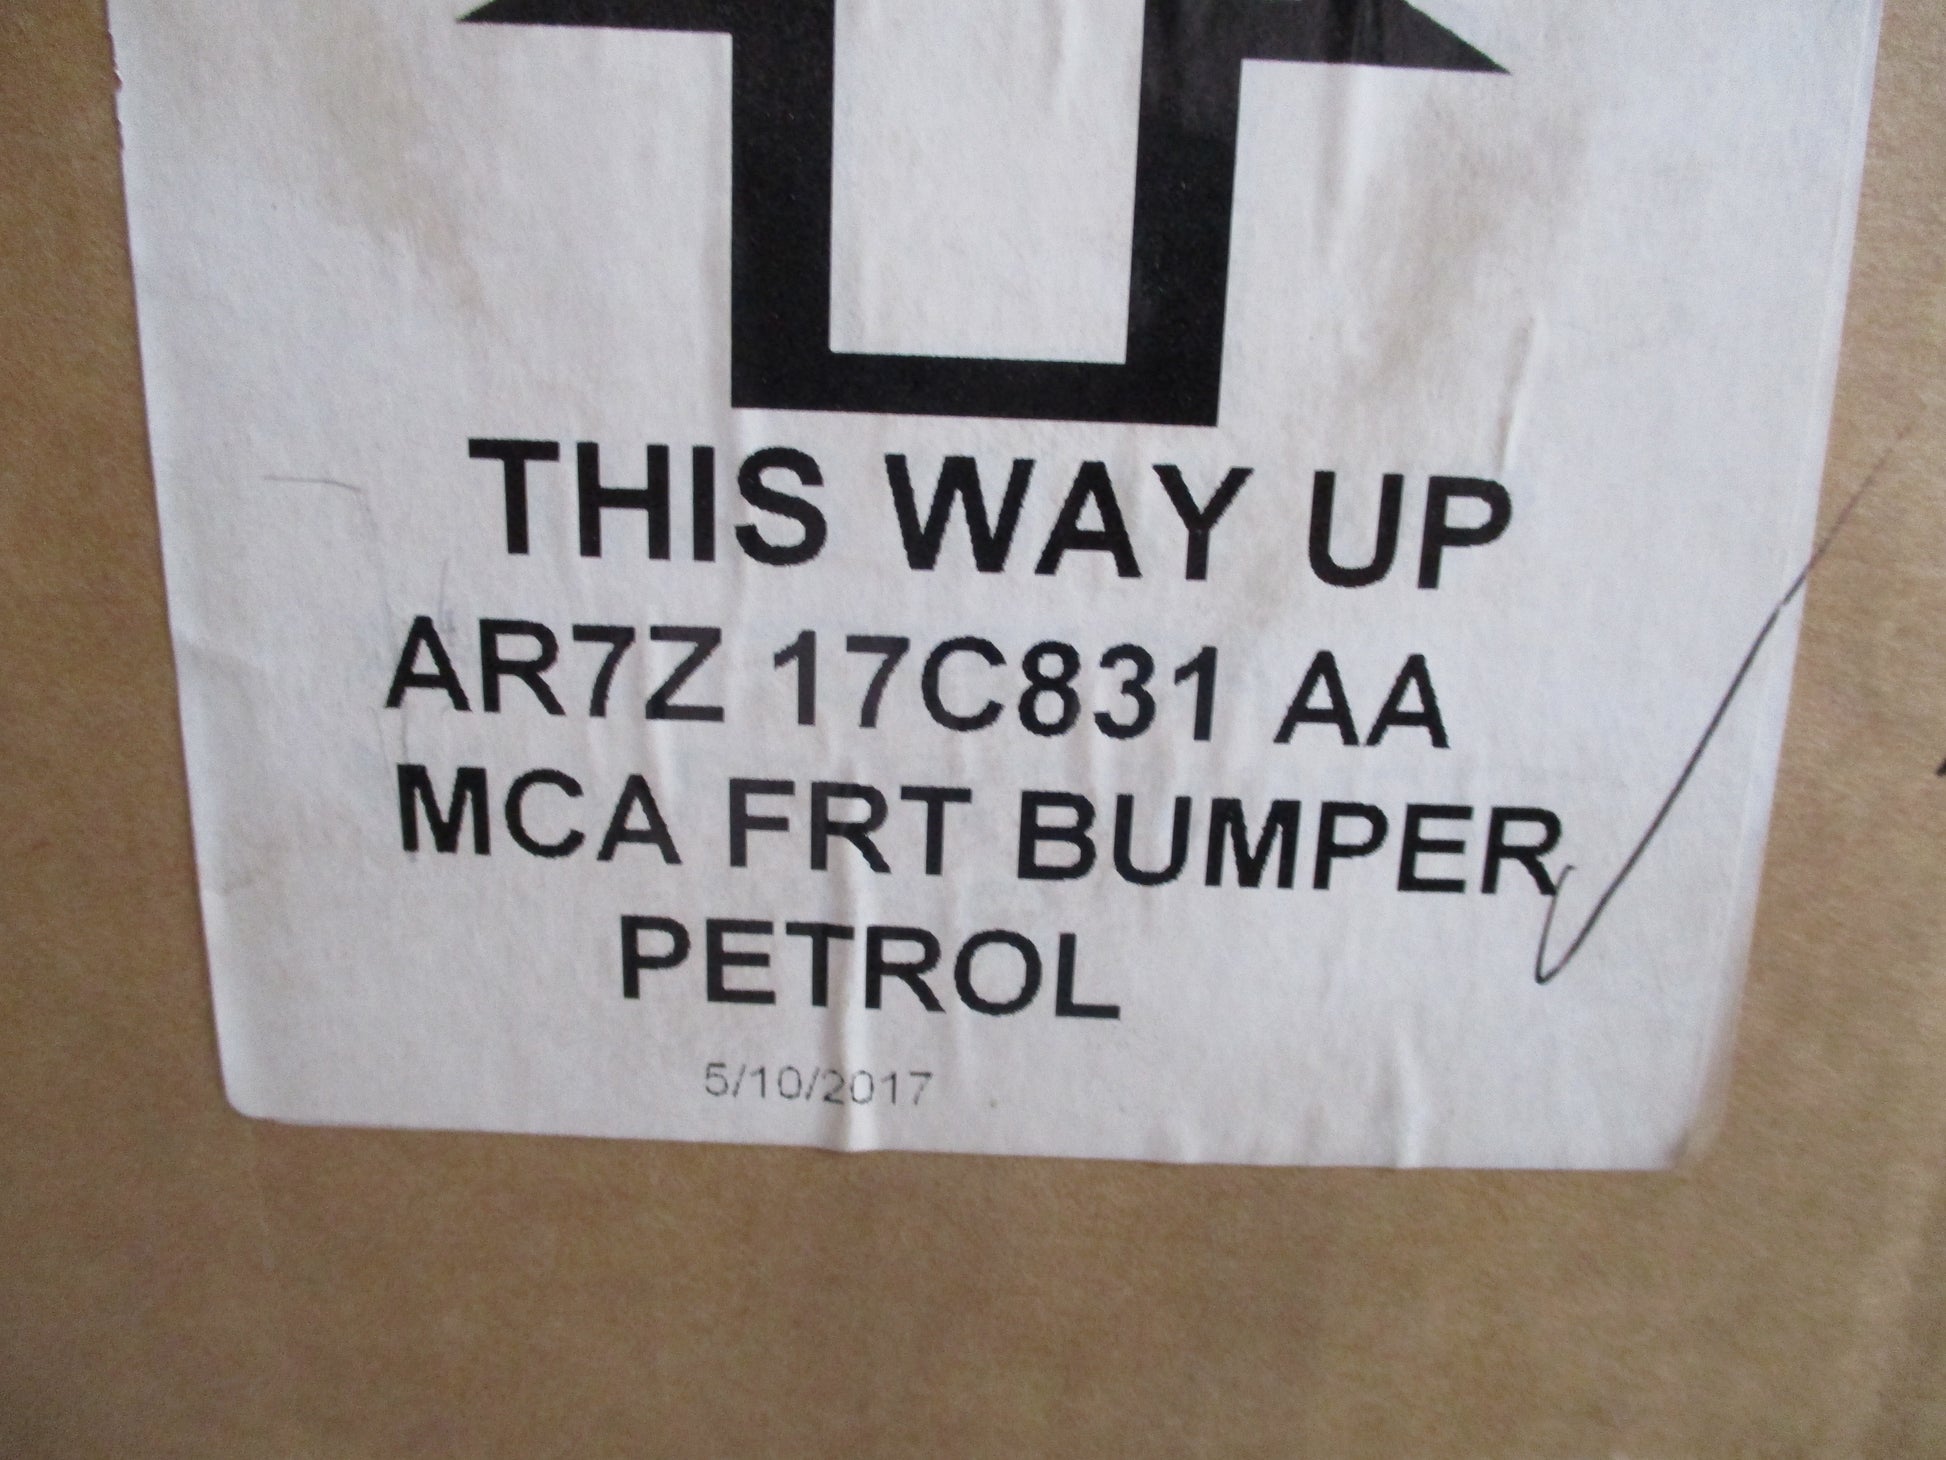 THIS WAY UP
AR7Z 17C831 AA
MCA FRT BUMPER
PETROL
5/10/2017